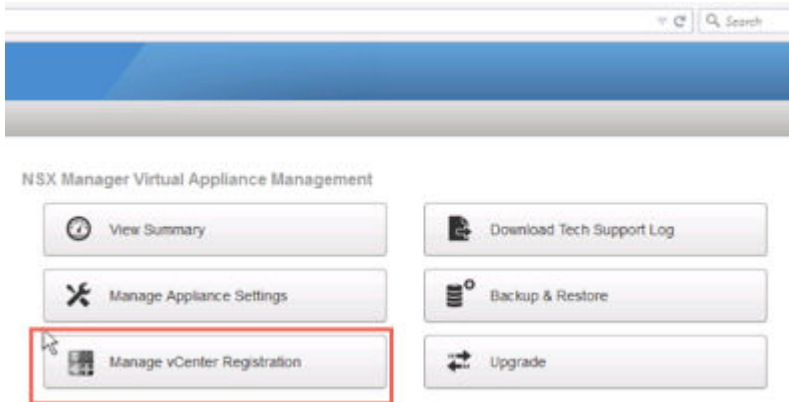 Search
NSX Manager Virtual Appliance Management
View Summary
Download Tech Support Log
Manage Appliance Settings
Backup & Restore
Manage vCenter Registration
Upgrade